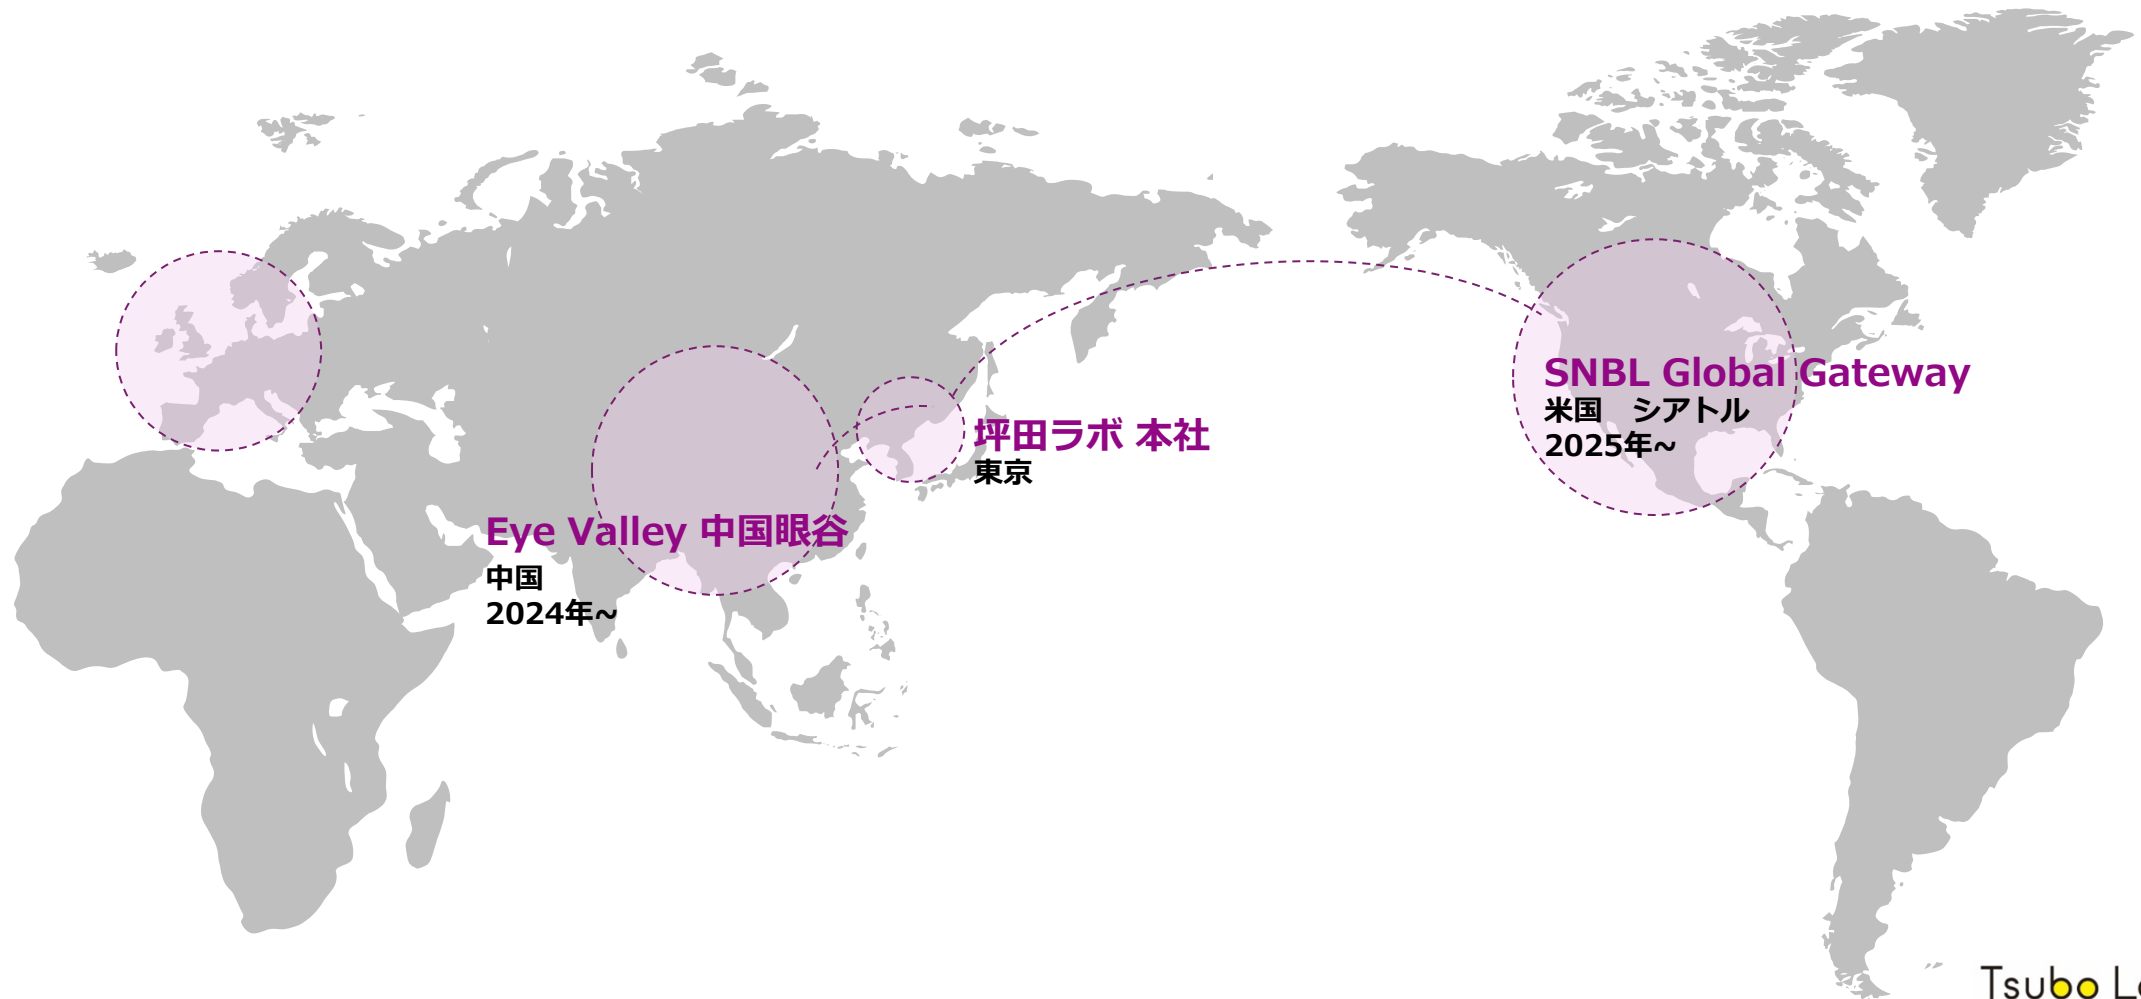 SNBL Global Gateway
米国　シアトル
2025年~
坪田ラボ 本社
東京
Eye Valley 中国眼谷
中国
2024年~
Tsubo